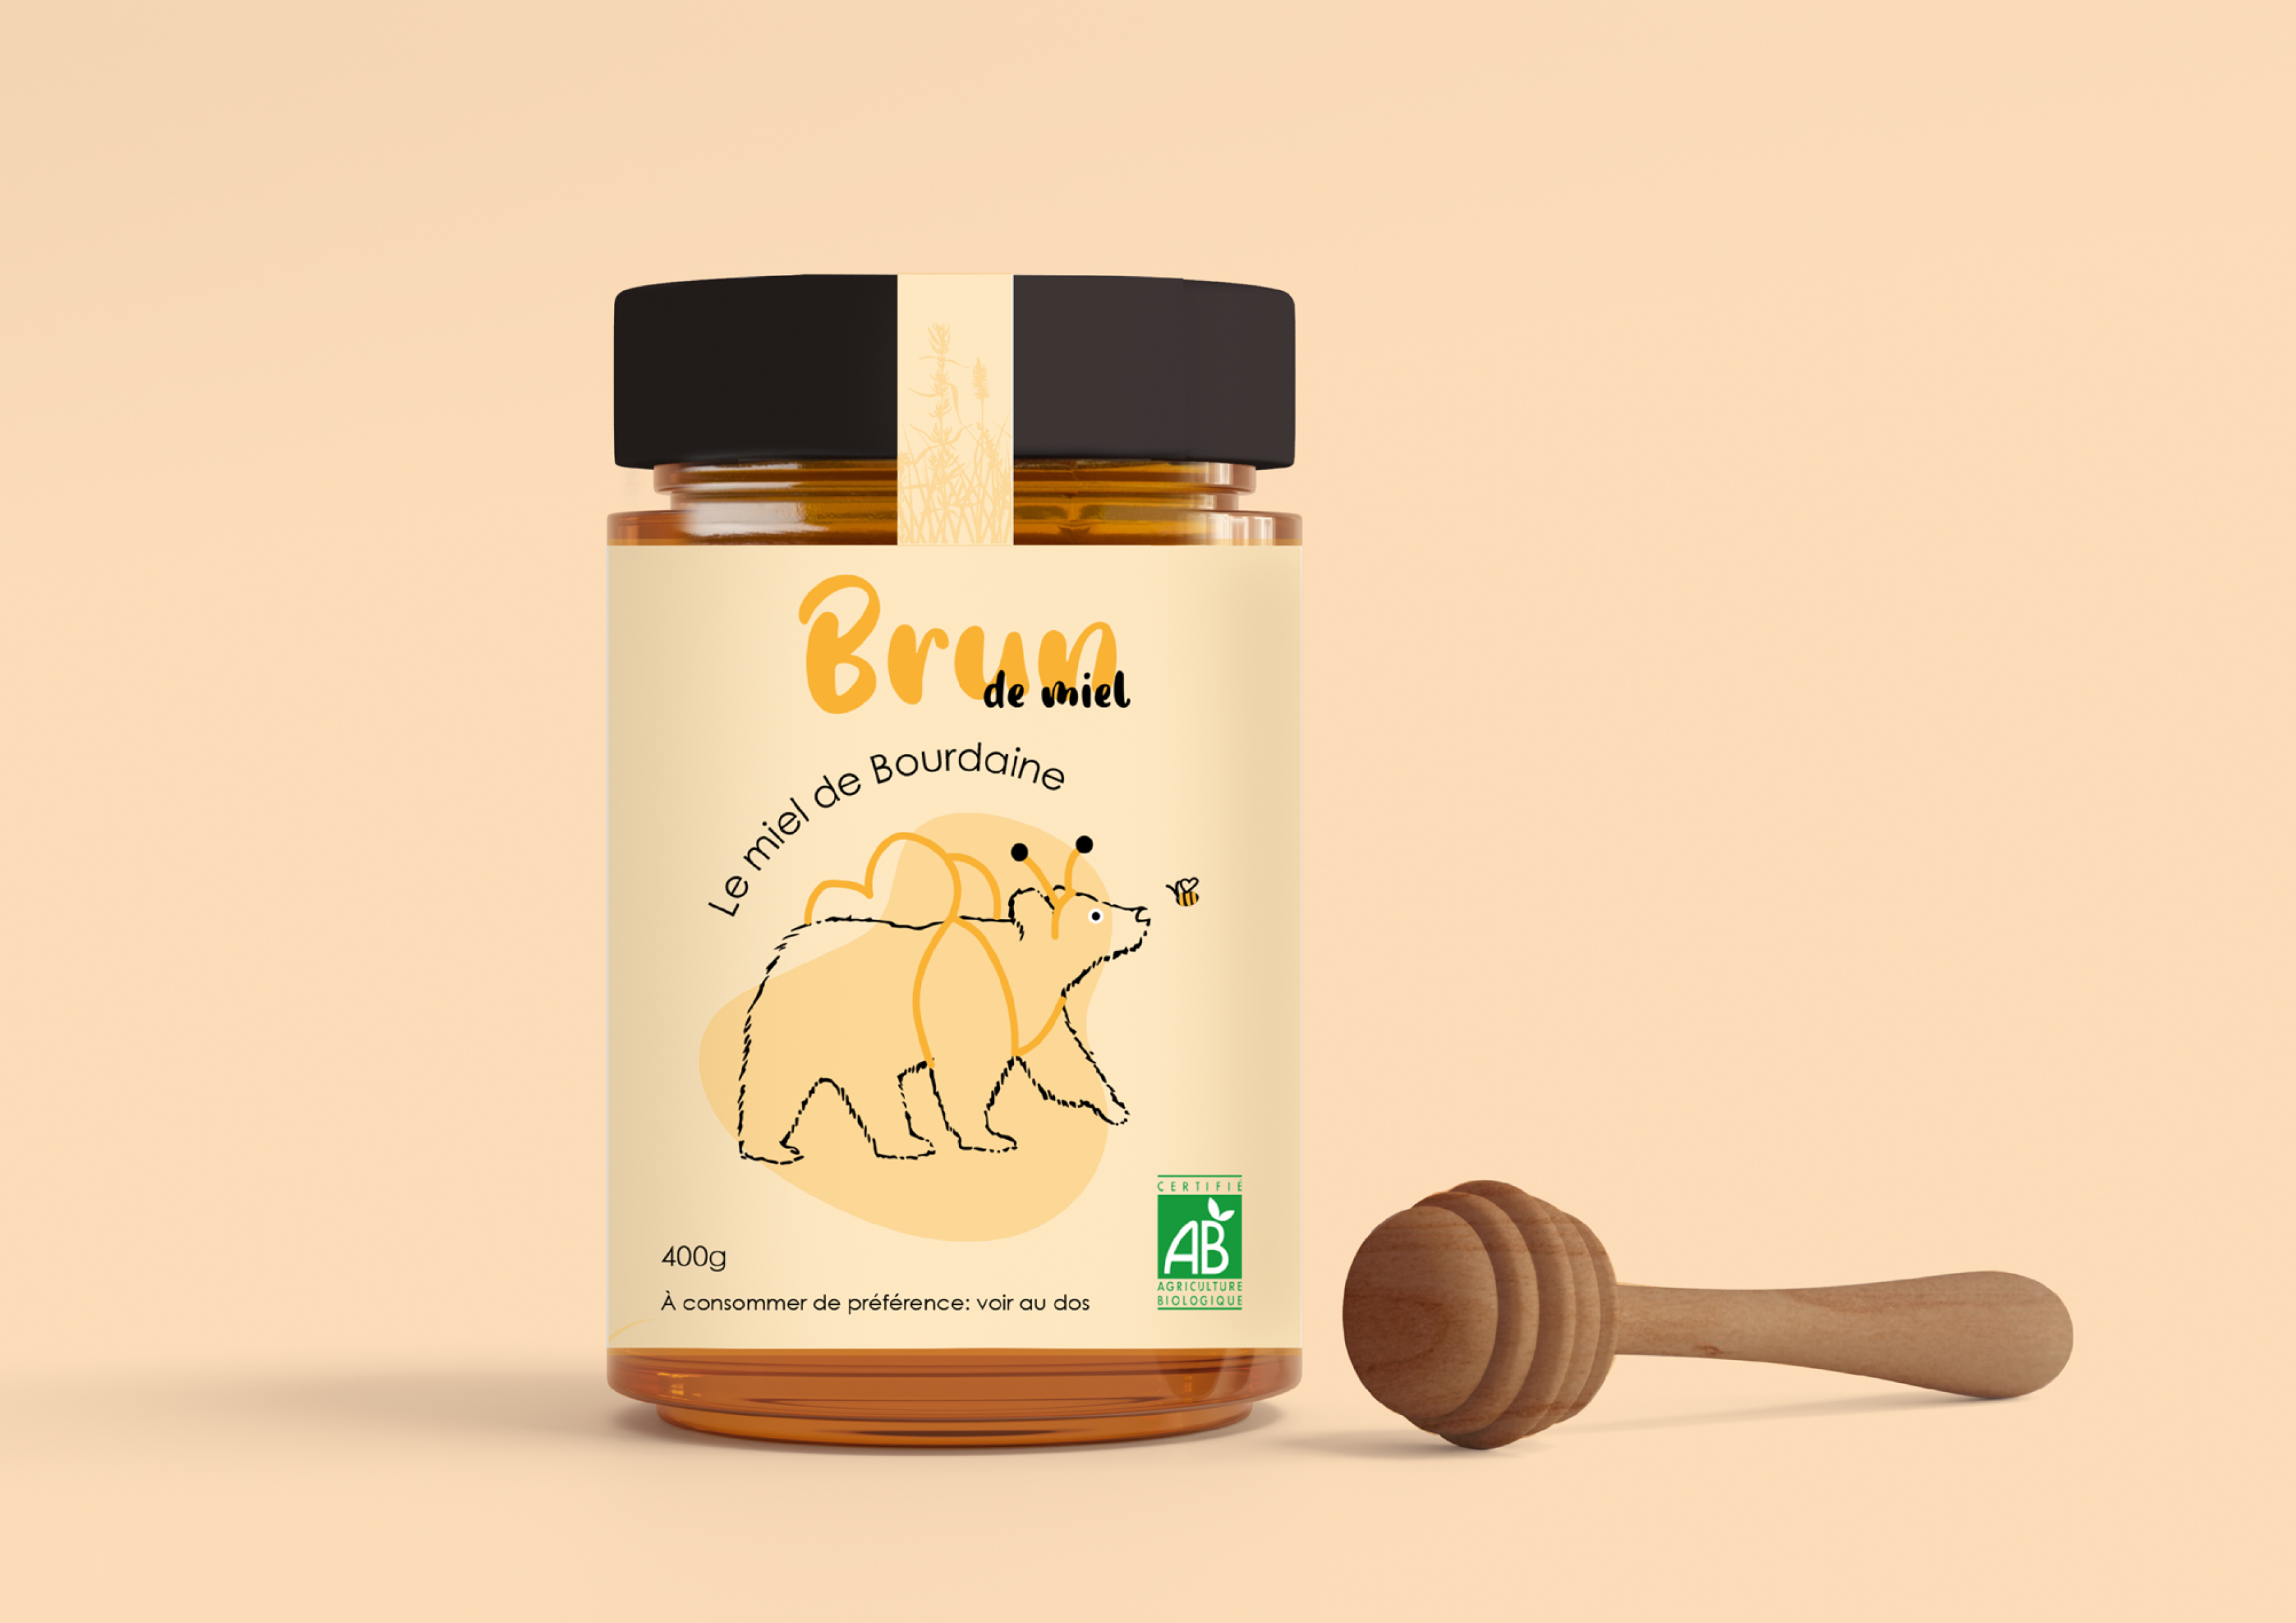 Brun
de miel
Le miel de Bourdaine
CERTIFIÉ
AB
AGRICULTURE
BIOLOGIQUE
400g
À consommer de préférence: voir au dos